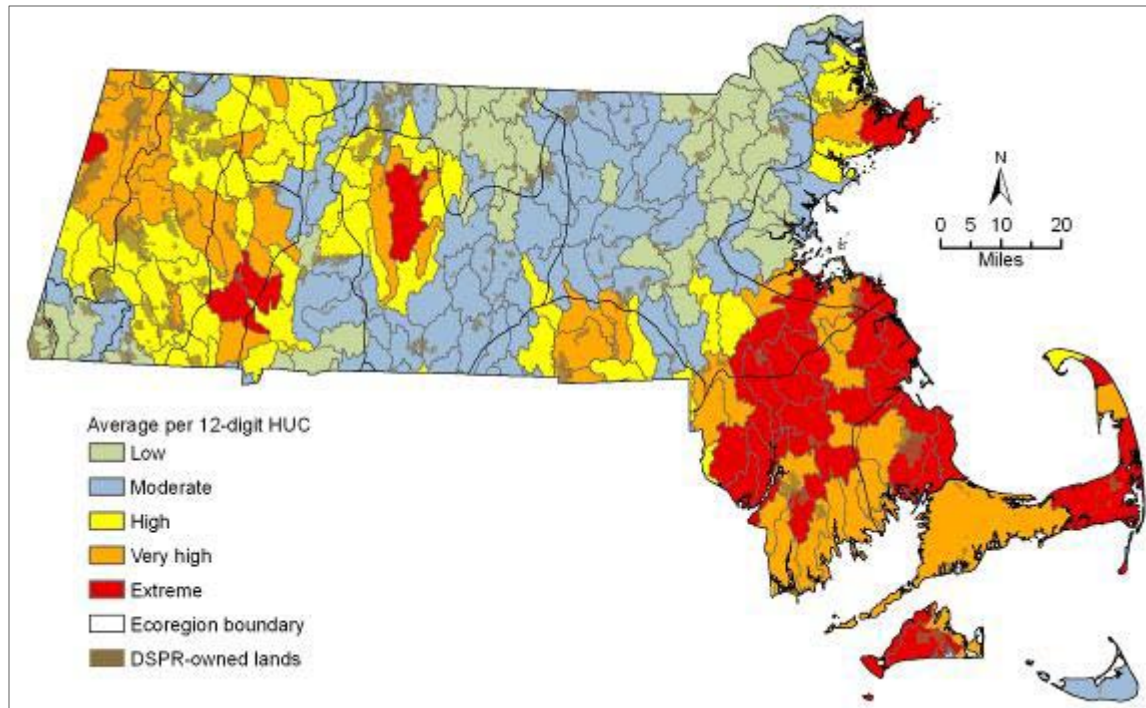 N
0 5 10 20
Miles
Average per 12-digit HUC
Low
Moderate
High
Very high
Extreme
Ecoregion boundary
DSPR-owned lands